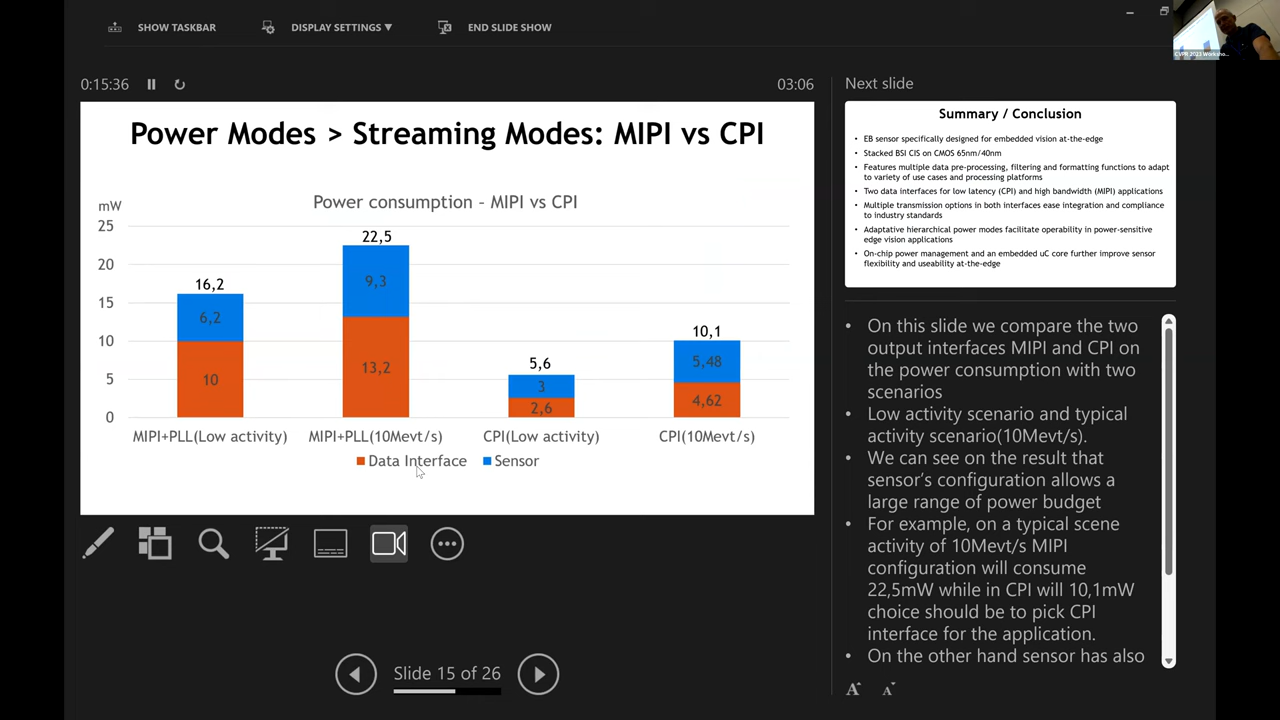 SHOW TASKBAR
DISPLAY SETTINGS ▼
END SLIDE SHOW
CVPR 2023 Worksho...
0:15:36
03:06
Power Modes > Streaming Modes: MIPI vs CPI
Power consumption - MIPI vs CPI
mW
25
20
15
10
5
0
16,2
6,2
10
22,5
9,3
13,2
5,6
3
2,6
10,1
5,48
4,62
MIPI+PLL(Low activity)
MIPI+PLL(10Mevt/s)
CPI(Low activity)
CPI(10Mevt/s)
Data Interface
Sensor
Slide 15 of 26
Next slide
Summary / Conclusion
• EB sensor specifically designed for embedded vision at-the-edge
• Stacked BSI CIS on CMOS 65nm/40nm
• Features multiple data pre-processing, filtering and formatting functions to adapt
to variety of use cases and processing platforms
• Two data interfaces for low latency (CPI) and high bandwidth (MIPI) applications
• Multiple transmission options in both interfaces ease integration and compliance
to industry standards
• Adaptative hierarchical power modes facilitate operability in power-sensitive
edge vision applications
• On-chip power management and an embedded uC core further improve sensor
flexibility and useability at-the-edge
• On this slide we compare the two
output interfaces MIPI and CPI on
the power consumption with two
scenarios
• Low activity scenario and typical
activity scenario(10Mevt/s).
• We can see on the result that
sensor's configuration allows a
large range of power budget
• For example, on a typical scene
activity of 10Mevt/s MIPI
configuration will consume
22,5mW while in CPI will 10,1mW
choice should be to pick CPI
interface for the application.
• On the other hand sensor has also
A A